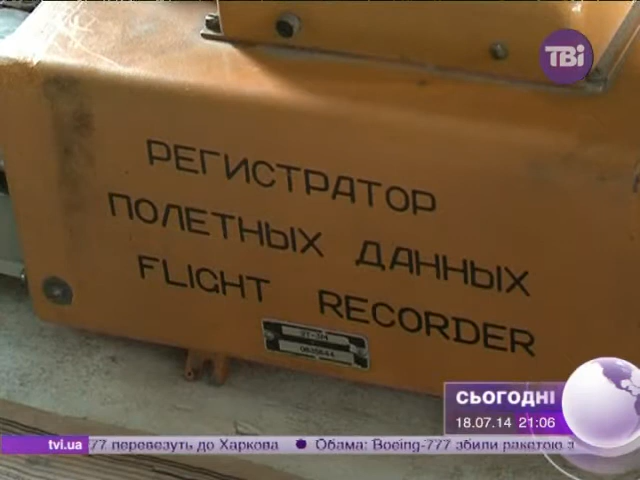 ТВі
РЕГИСТРАТОР
ПОЛЕТНЫХ ДАННЫХ
FLIGHT RECORDER
СЬОГОДНІ
18.07.14 21:06
tvi.ua 77 перевезуть до Харкова ● Обама: Boeing-777 збили ракетою з